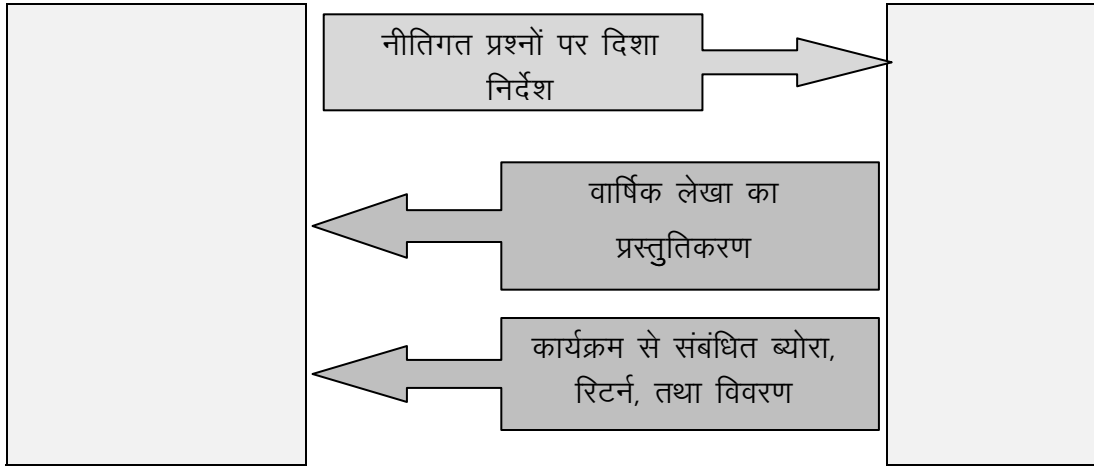 नीतिगत प्रश्नों पर दिशा
निर्देश
वार्षिक लेखा का
प्रस्तुतिकरण
कार्यक्रम से संबंधित ब्योरा,
रिटर्न, तथा विवरण